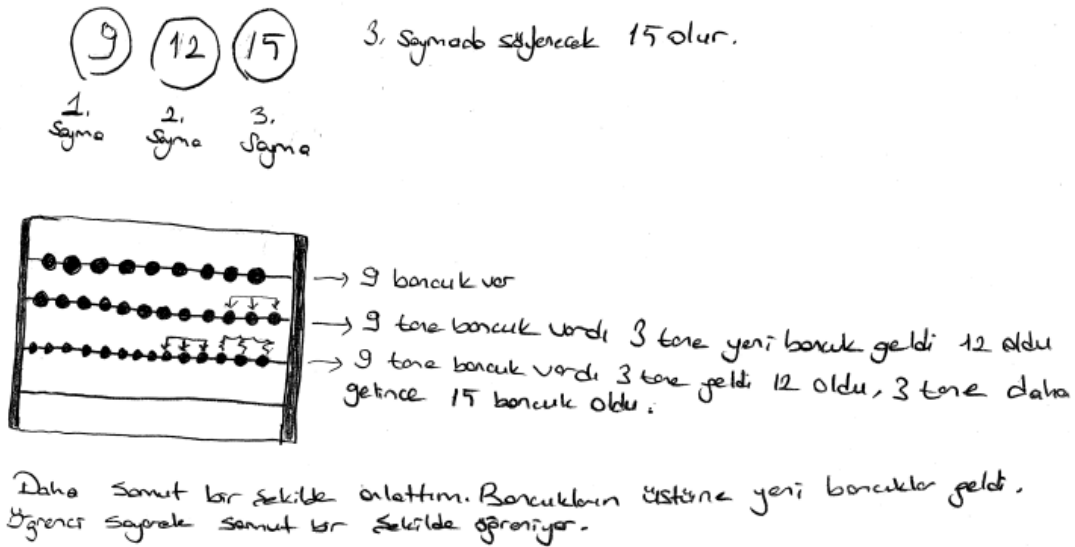 9 12 15 3. Saymada söylenecek 15 olur.
1. Sayma 2. Sayma 3. Sayma
→ 9 boncuk var
→ 9 tane boncuk vardı 3 tane yeni boncuk geldi 12 oldu
→ 9 tane boncuk vardı 3 tane geldi 12 oldu, 3 tane daha
gelince 15 boncuk oldu.
Daha somut bir şekilde anlattım. Boncukların üstüne yeni boncuklar geldi.
Öğrenci sayarak somut bir şekilde öğreniyor.